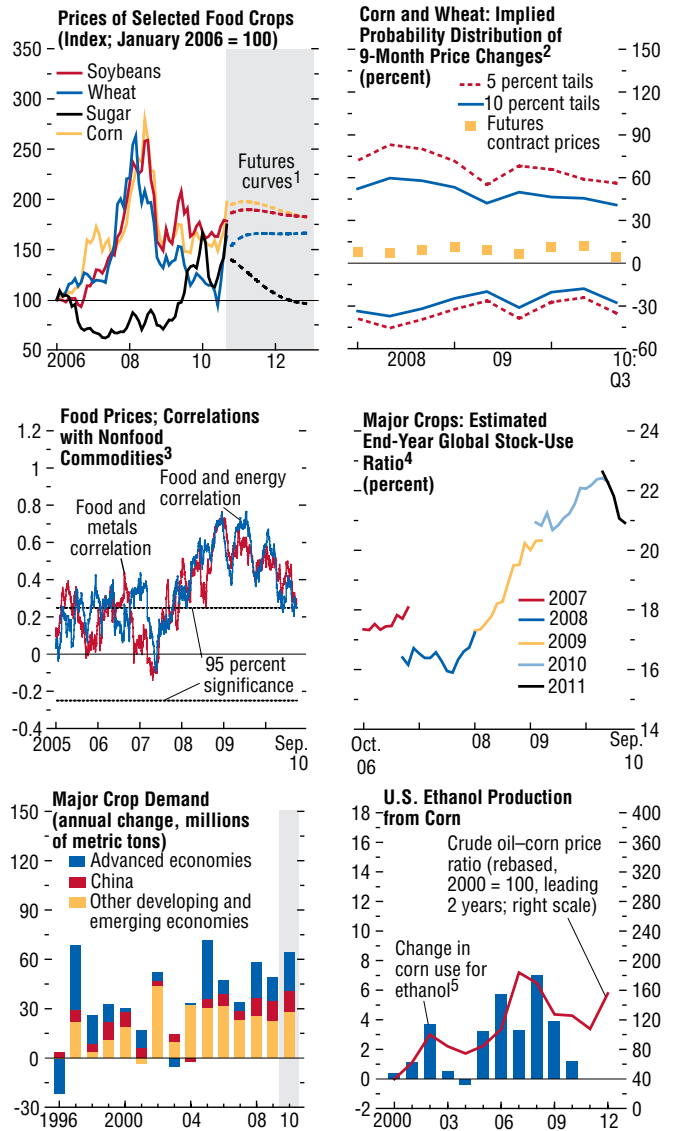 Prices of Selected Food Crops
(Index; January 2006 = 100)
350
300
250
200
150
100
50
Soybeans
Wheat
Sugar
Corn
Futures
curves1
2006
08
10
12
Corn and Wheat: Implied
Probability Distribution of
9-Month Price Changes2
(percent)
150
120
90
60
30
0
-30
-60
5 percent tails
10 percent tails
Futures
contract prices
2008
09
10:
Q3
Food Prices; Correlations
with Nonfood
Commodities3
1.2
1
0.8
0.6
0.4
0.2
0
-0.2
-0.4
Food and energy
correlation
Food and
metals
correlation
95 percent
significance
2005
06
07
08
09
Sep.
10
Major Crops: Estimated
End-Year Global Stock-Use
Ratio4
(percent)
24
22
20
18
16
14
2007
2008
2009
2010
2011
Oct.
06
08
09
Sep.
10
Major Crop Demand
(annual change, millions
of metric tons)
150
120
90
60
30
0
-30
Advanced economies
China
Other developing and
emerging economies
1996
2000
04
08
10
U.S. Ethanol Production
from Corn
18
16
14
12
10
8
6
4
2
0
-2
400
360
320
280
240
200
160
120
80
40
0
Crude oil–corn price
ratio (rebased,
2000 = 100, leading
2 years; right scale)
Change in
corn use for
ethanol5
2000
03
06
09
12